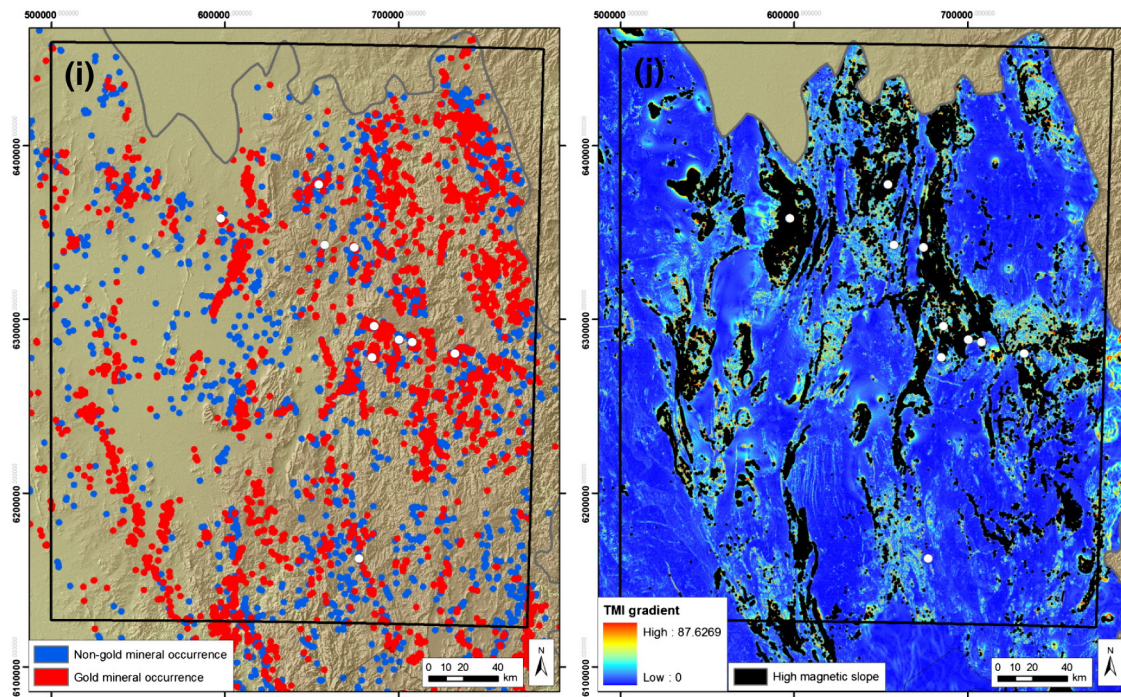 500000 600000 700000
500000 600000 700000
(i)
(j)
6400000
6300000
6200000
6100000
6400000
6300000
6200000
6100000
Non-gold mineral occurrence
Gold mineral occurrence
0 10 20 40
km
N
TMI gradient
High : 87.6269
Low : 0
High magnetic slope
0 10 20 40
km
N